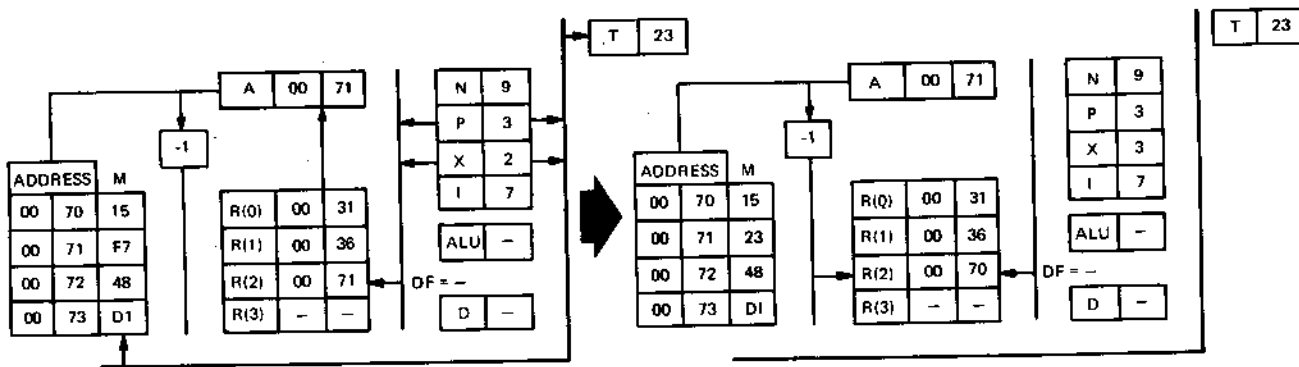 T 23
A 00 71
-1
ADDRESS M
00 70 15
00 71 F7
00 72 48
00 73 D1
R(0) 00 31
R(1) 00 36
R(2) 00 71
R(3) – –
N 9
P 3
X 2
I 7
ALU –
DF = –
D –
T 23
A 00 71
-1
ADDRESS M
00 70 15
00 71 23
00 72 48
00 73 DI
R(0) 00 31
R(1) 00 36
R(2) 00 70
R(3) – –
N 9
P 3
X 3
I 7
ALU –
DF = –
D –